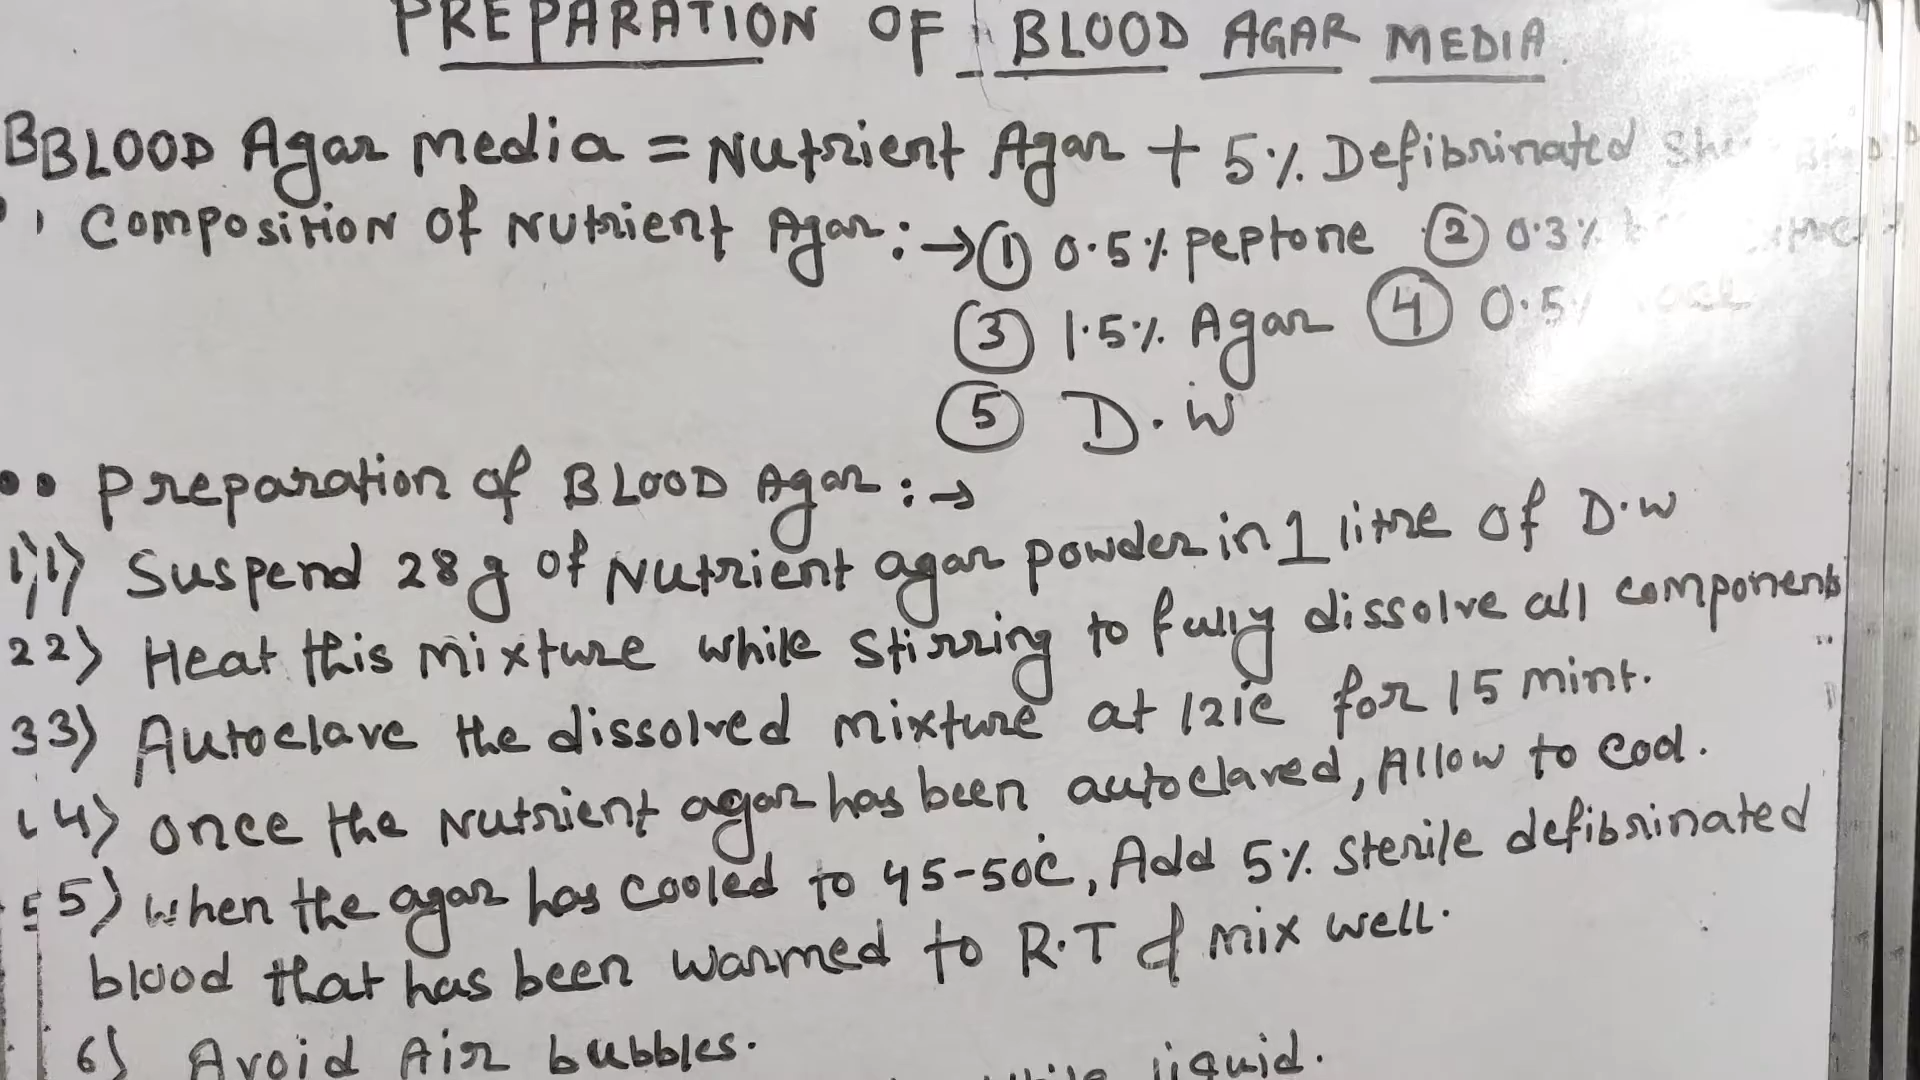 PREPARATION OF BLOOD AGAR MEDIA.
BBLOOD Agar media = Nutrient Agar + 5% Defibrinated
Composition of Nutrient Agar :→ ① 0.5% peptone ② 0.3%
③ 1.5% Agar ④ 0.5%
⑤ D.W
•• Preparation of BLOOD Agar :→
1)1) Suspend 28g of Nutrient agar powder in 1 litre of D.W
22) Heat this mixture while stirring to fully dissolve all components
33) Autoclave the dissolved mixture at 121°C for 15 mint.
4) once the Nutrient agar has been autoclaved, Allow to cool.
55) when the agar has cooled to 45-50°C, Add 5% sterile defibrinated
blood that has been warmed to R.T & mix well.
6) Avoid Air bubbles.
liquid.